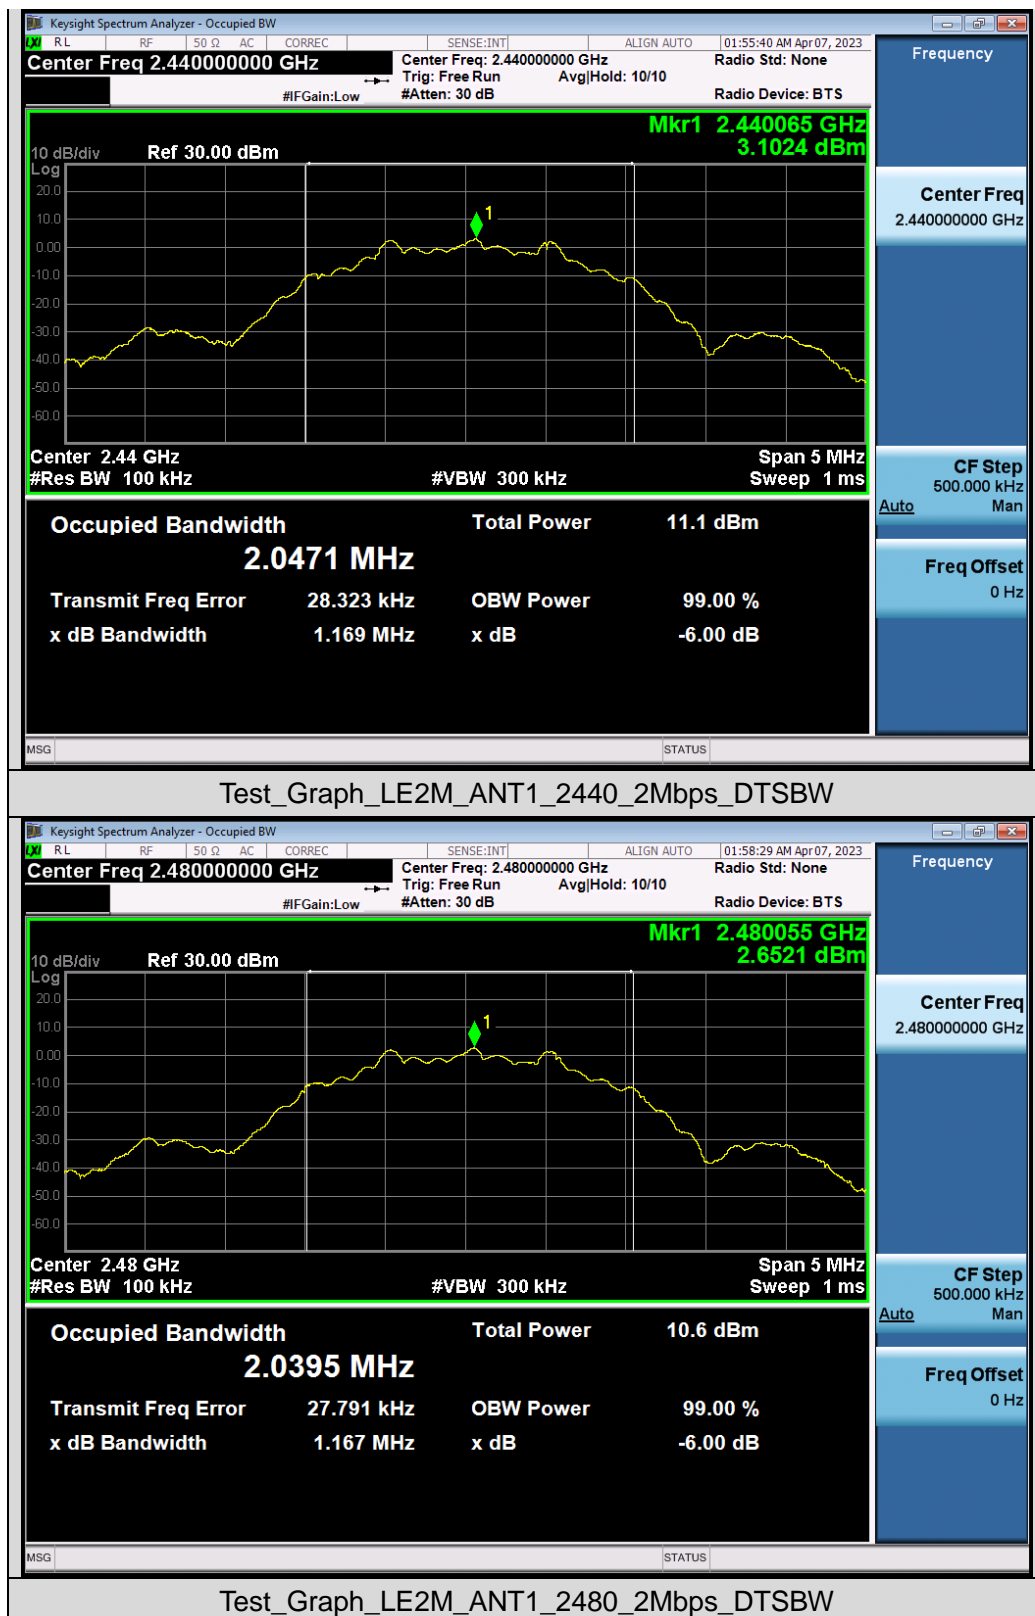 Keysight Spectrum Analyzer - Occupied BW
LXI RL RF 50 Ω AC CORREC SENSE:INT ALIGN AUTO 01:55:40 AM Apr 07, 2023
Center Freq 2.440000000 GHz
Center Freq: 2.440000000 GHz Radio Std: None
Trig: Free Run Avg|Hold: 10/10
#IFGain:Low #Atten: 30 dB Radio Device: BTS
Frequency
Mkr1 2.440065 GHz
3.1024 dBm
10 dB/div Ref 30.00 dBm
Log
20.0
10.0
0.00
-10.0
-20.0
-30.0
-40.0
-50.0
-60.0
1
Center Freq
2.440000000 GHz
Center 2.44 GHz Span 5 MHz
#Res BW 100 kHz #VBW 300 kHz Sweep 1 ms
CF Step
500.000 kHz
Auto Man
Occupied Bandwidth Total Power 11.1 dBm
2.0471 MHz
Transmit Freq Error 28.323 kHz OBW Power 99.00 %
x dB Bandwidth 1.169 MHz x dB -6.00 dB
Freq Offset
0 Hz
MSG STATUS
Test_Graph_LE2M_ANT1_2440_2Mbps_DTSBW
Keysight Spectrum Analyzer - Occupied BW
LXI RL RF 50 Ω AC CORREC SENSE:INT ALIGN AUTO 01:58:29 AM Apr 07, 2023
Center Freq 2.480000000 GHz
Center Freq: 2.480000000 GHz Radio Std: None
Trig: Free Run Avg|Hold: 10/10
#IFGain:Low #Atten: 30 dB Radio Device: BTS
Frequency
Mkr1 2.480055 GHz
2.6521 dBm
10 dB/div Ref 30.00 dBm
Log
20.0
10.0
0.00
-10.0
-20.0
-30.0
-40.0
-50.0
-60.0
1
Center Freq
2.480000000 GHz
Center 2.48 GHz Span 5 MHz
#Res BW 100 kHz #VBW 300 kHz Sweep 1 ms
CF Step
500.000 kHz
Auto Man
Occupied Bandwidth Total Power 10.6 dBm
2.0395 MHz
Transmit Freq Error 27.791 kHz OBW Power 99.00 %
x dB Bandwidth 1.167 MHz x dB -6.00 dB
Freq Offset
0 Hz
MSG STATUS
Test_Graph_LE2M_ANT1_2480_2Mbps_DTSBW